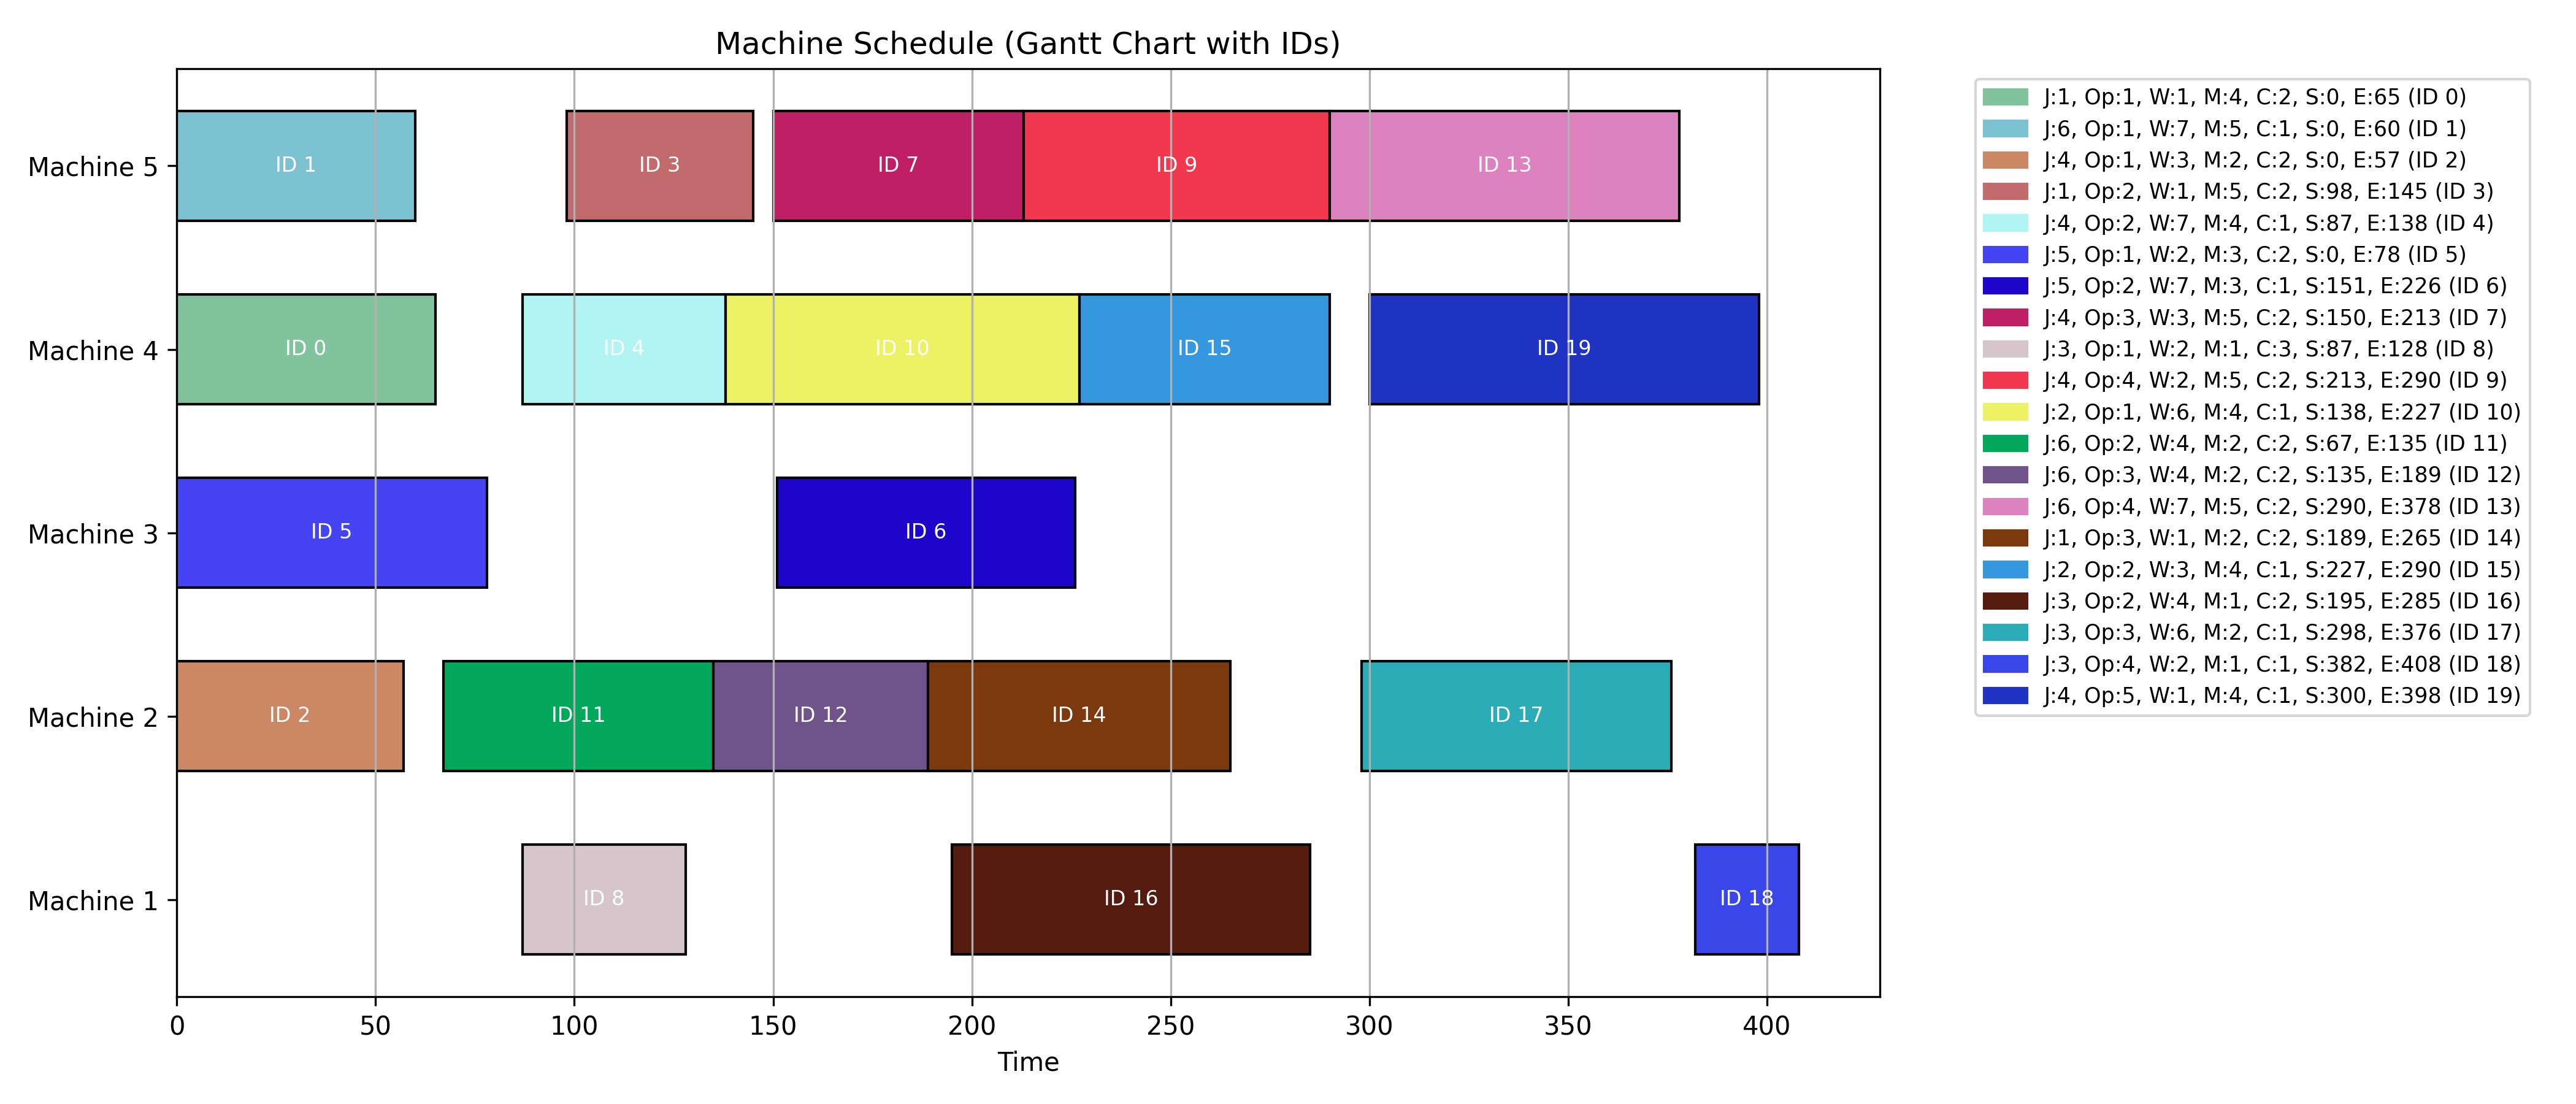 Machine Schedule (Gantt Chart with IDs)
Machine 5
ID 1
ID 3
ID 7
ID 9
ID 13
Machine 4
ID 0
ID 4
ID 10
ID 15
ID 19
Machine 3
ID 5
ID 6
Machine 2
ID 2
ID 11
ID 12
ID 14
ID 17
Machine 1
ID 8
ID 16
ID 18
0 50 100 150 200 250 300 350 400
Time
J:1, Op:1, W:1, M:4, C:2, S:0, E:65 (ID 0)
J:6, Op:1, W:7, M:5, C:1, S:0, E:60 (ID 1)
J:4, Op:1, W:3, M:2, C:2, S:0, E:57 (ID 2)
J:1, Op:2, W:1, M:5, C:2, S:98, E:145 (ID 3)
J:4, Op:2, W:7, M:4, C:1, S:87, E:138 (ID 4)
J:5, Op:1, W:2, M:3, C:2, S:0, E:78 (ID 5)
J:5, Op:2, W:7, M:3, C:1, S:151, E:226 (ID 6)
J:4, Op:3, W:3, M:5, C:2, S:150, E:213 (ID 7)
J:3, Op:1, W:2, M:1, C:3, S:87, E:128 (ID 8)
J:4, Op:4, W:2, M:5, C:2, S:213, E:290 (ID 9)
J:2, Op:1, W:6, M:4, C:1, S:138, E:227 (ID 10)
J:6, Op:2, W:4, M:2, C:2, S:67, E:135 (ID 11)
J:6, Op:3, W:4, M:2, C:2, S:135, E:189 (ID 12)
J:6, Op:4, W:7, M:5, C:2, S:290, E:378 (ID 13)
J:1, Op:3, W:1, M:2, C:2, S:189, E:265 (ID 14)
J:2, Op:2, W:3, M:4, C:1, S:227, E:290 (ID 15)
J:3, Op:2, W:4, M:1, C:2, S:195, E:285 (ID 16)
J:3, Op:3, W:6, M:2, C:1, S:298, E:376 (ID 17)
J:3, Op:4, W:2, M:1, C:1, S:382, E:408 (ID 18)
J:4, Op:5, W:1, M:4, C:1, S:300, E:398 (ID 19)